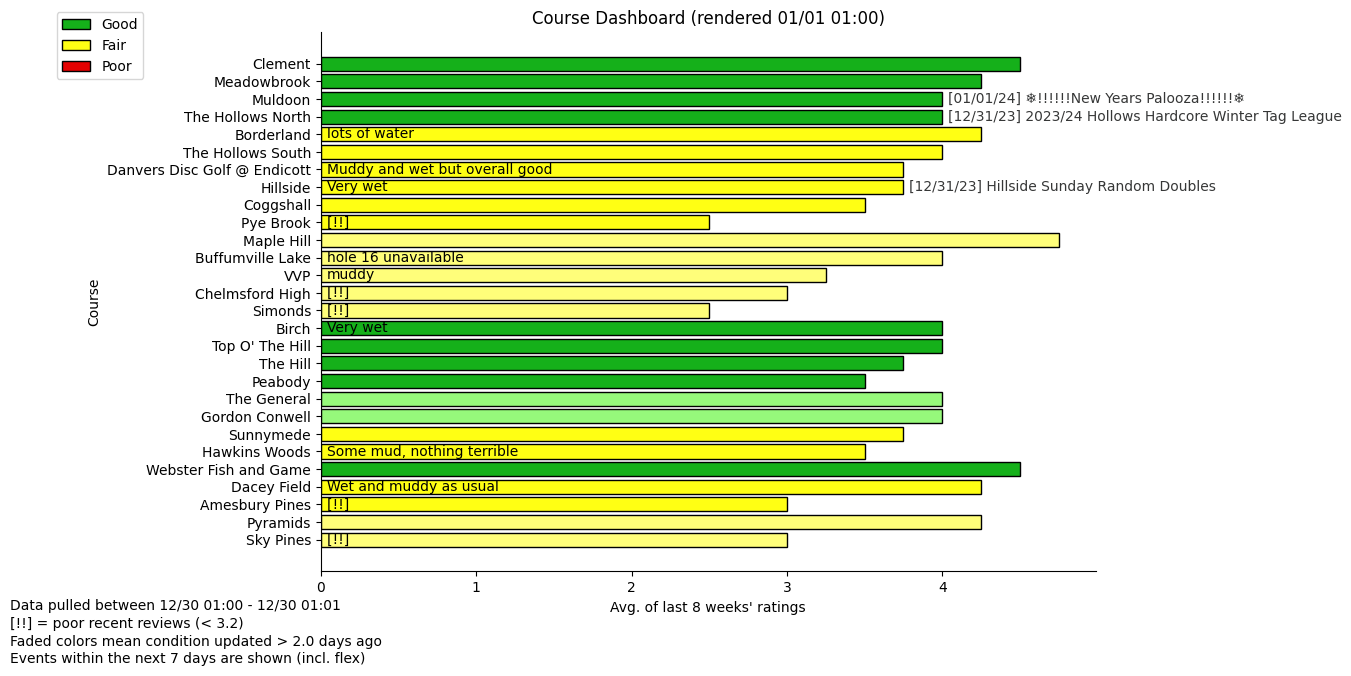 Course Dashboard (rendered 01/01 01:00)
Good
Fair
Poor
Course
Clement
Meadowbrook
Muldoon [01/01/24] ❄!!!!!!New Years Palooza!!!!!!❄
The Hollows North [12/31/23] 2023/24 Hollows Hardcore Winter Tag League
Borderland lots of water
The Hollows South
Danvers Disc Golf @ Endicott Muddy and wet but overall good
Hillside Very wet [12/31/23] Hillside Sunday Random Doubles
Coggshall
Pye Brook [!!]
Maple Hill
Buffumville Lake hole 16 unavailable
VVP muddy
Chelmsford High [!!]
Simonds [!!]
Birch Very wet
Top O' The Hill
The Hill
Peabody
The General
Gordon Conwell
Sunnymede
Hawkins Woods Some mud, nothing terrible
Webster Fish and Game
Dacey Field Wet and muddy as usual
Amesbury Pines [!!]
Pyramids
Sky Pines [!!]
0 1 2 3 4
Avg. of last 8 weeks' ratings
Data pulled between 12/30 01:00 - 12/30 01:01
[!!] = poor recent reviews (< 3.2)
Faded colors mean condition updated > 2.0 days ago
Events within the next 7 days are shown (incl. flex)